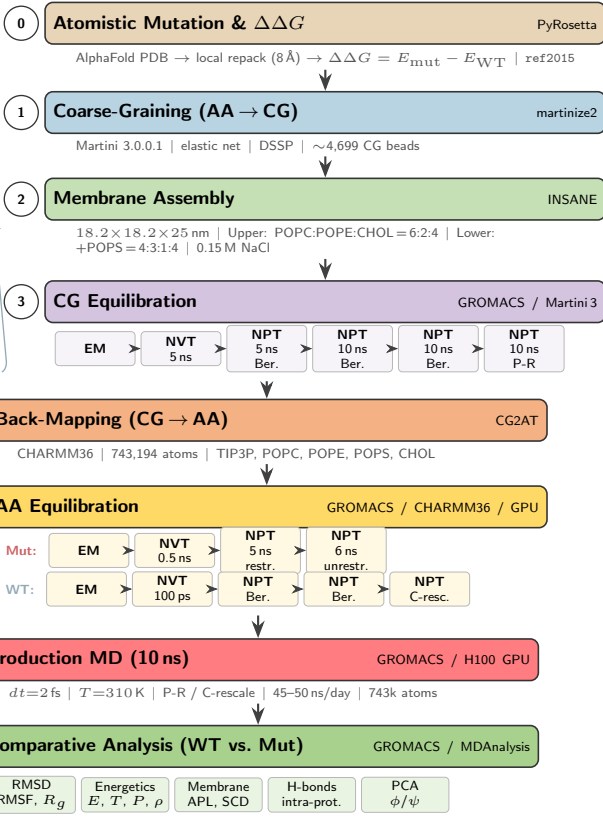 0 Atomistic Mutation & ΔΔG PyRosetta
AlphaFold PDB → local repack (8 Å) → ΔΔG = E_mut − E_WT | ref2015
1 Coarse-Graining (AA → CG) martinize2
Martini 3.0.0.1 | elastic net | DSSP | ∼4,699 CG beads
2 Membrane Assembly INSANE
18.2×18.2×25 nm | Upper: POPC:POPE:CHOL = 6:2:4 | Lower:
+POPS = 4:3:1:4 | 0.15 M NaCl
3 CG Equilibration GROMACS / Martini 3
EM
NVT
5 ns
NPT
5 ns
Ber.
NPT
10 ns
Ber.
NPT
10 ns
Ber.
NPT
10 ns
P-R
Back-Mapping (CG → AA) CG2AT
CHARMM36 | 743,194 atoms | TIP3P, POPC, POPE, POPS, CHOL
AA Equilibration GROMACS / CHARMM36 / GPU
Mut:
EM
NVT
0.5 ns
NPT
5 ns
restr.
NPT
6 ns
unrestr.
WT:
EM
NVT
100 ps
NPT
Ber.
NPT
Ber.
NPT
C-resc.
roduction MD (10 ns) GROMACS / H100 GPU
dt=2 fs | T=310 K | P-R / C-rescale | 45–50 ns/day | 743k atoms
omparative Analysis (WT vs. Mut) GROMACS / MDAnalysis
RMSD
RMSF, R_g
Energetics
E, T, P, ρ
Membrane
APL, SCD
H-bonds
intra-prot.
PCA
ϕ/ψ